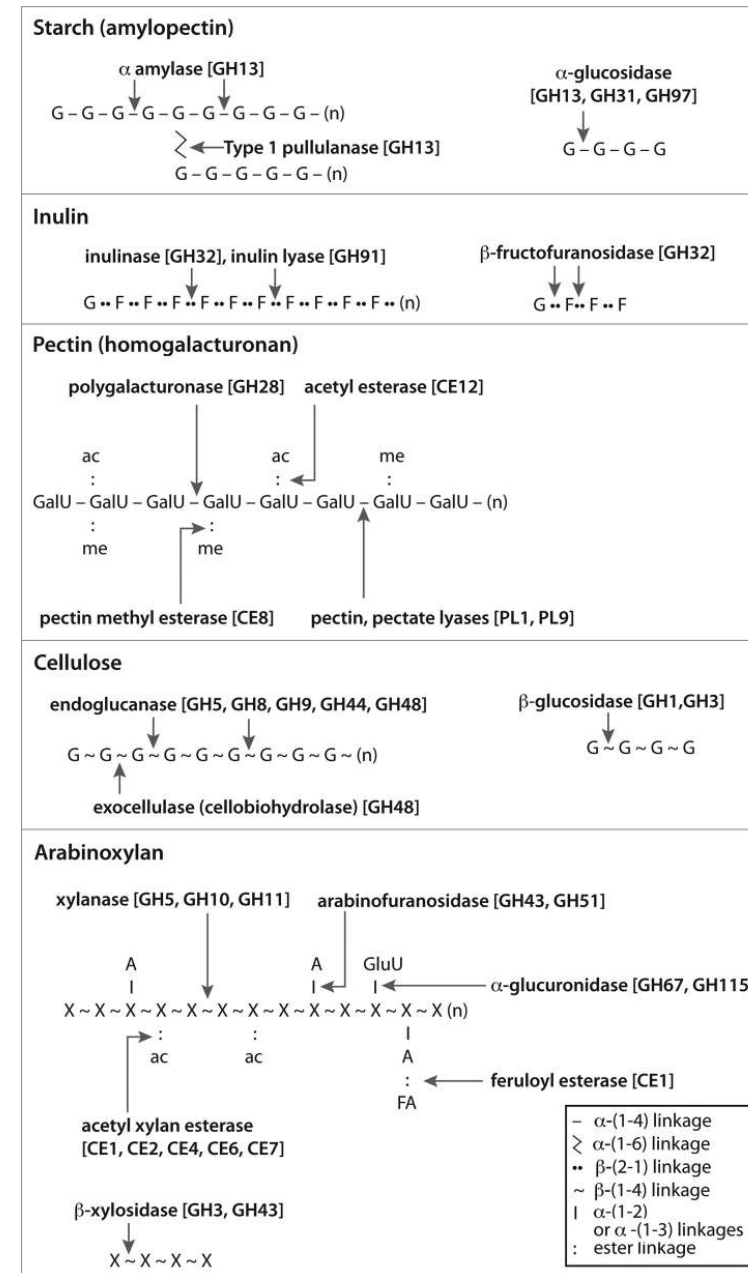 Starch (amylopectin)
α amylase [GH13]
G – G – G – G – G – G – G – G – G – (n)
Type 1 pullulanase [GH13]
G – G – G – G – G – (n)
α-glucosidase
[GH13, GH31, GH97]
G – G – G – G
Inulin
inulinase [GH32], inulin lyase [GH91]
G •• F •• F •• F •• F •• F •• F •• F •• F •• F •• F •• (n)
β-fructofuranosidase [GH32]
G •• F •• F •• F
Pectin (homogalacturonan)
polygalacturonase [GH28]
acetyl esterase [CE12]
ac ac me
: : :
GalU – GalU – GalU – GalU – GalU – GalU – GalU – GalU – (n)
: :
me me
pectin methyl esterase [CE8]
pectin, pectate lyases [PL1, PL9]
Cellulose
endoglucanase [GH5, GH8, GH9, GH44, GH48]
G ~ G ~ G ~ G ~ G ~ G ~ G ~ G ~ G ~ (n)
exocellulase (cellobiohydrolase) [GH48]
β-glucosidase [GH1,GH3]
G ~ G ~ G ~ G
Arabinoxylan
xylanase [GH5, GH10, GH11]
arabinofuranosidase [GH43, GH51]
A A GluU
α-glucuronidase [GH67, GH115
X ~ X ~ X ~ X ~ X ~ X ~ X ~ X ~ X ~ X ~ X ~ X ~ X (n)
: :
ac ac
A
:
FA
feruloyl esterase [CE1]
acetyl xylan esterase
[CE1, CE2, CE4, CE6, CE7]
β-xylosidase [GH3, GH43]
X ~ X ~ X ~ X
– α-(1-4) linkage
α-(1-6) linkage
•• β-(2-1) linkage
~ β-(1-4) linkage
I α-(1-2)
or α -(1-3) linkages
: ester linkage